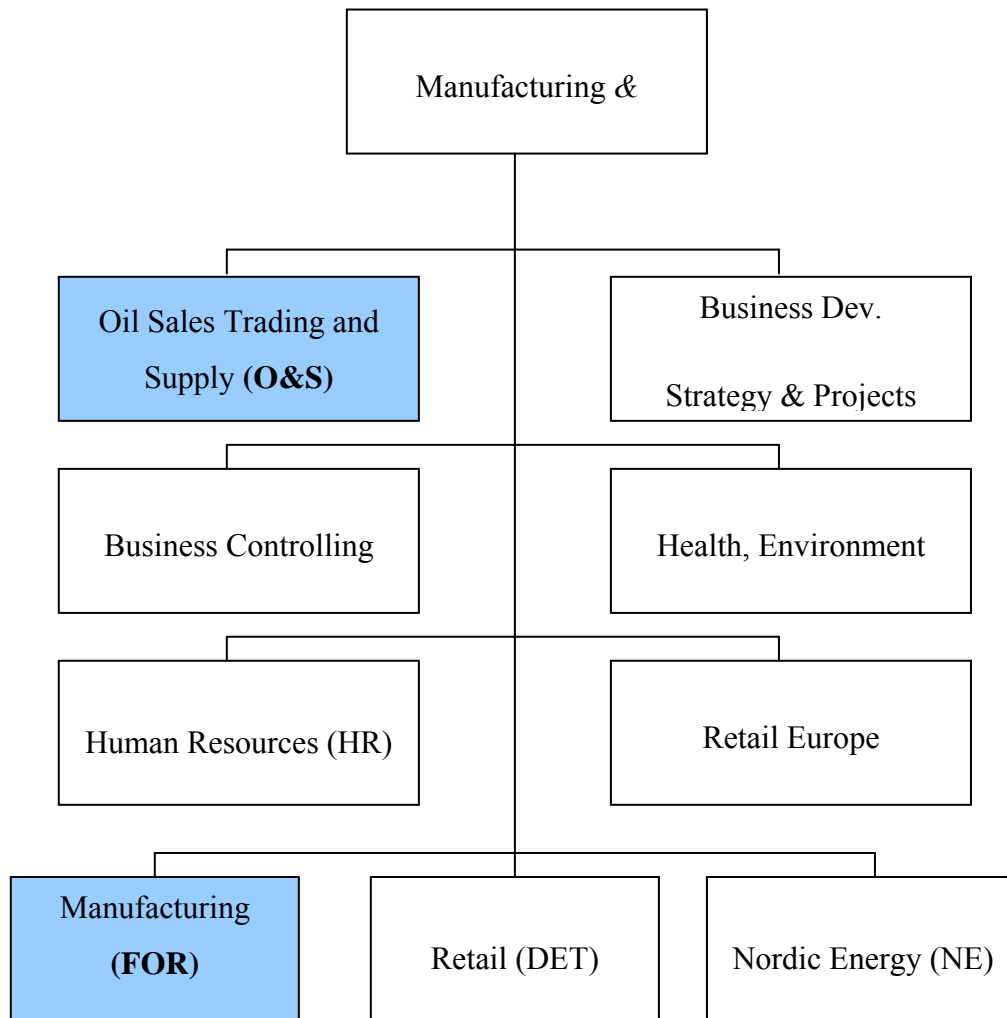 Manufacturing &
Oil Sales Trading and
Supply (O&S)
Business Dev.
Strategy & Projects
Business Controlling
Health, Environment
Human Resources (HR)
Retail Europe
Manufacturing
(FOR)
Retail (DET)
Nordic Energy (NE)